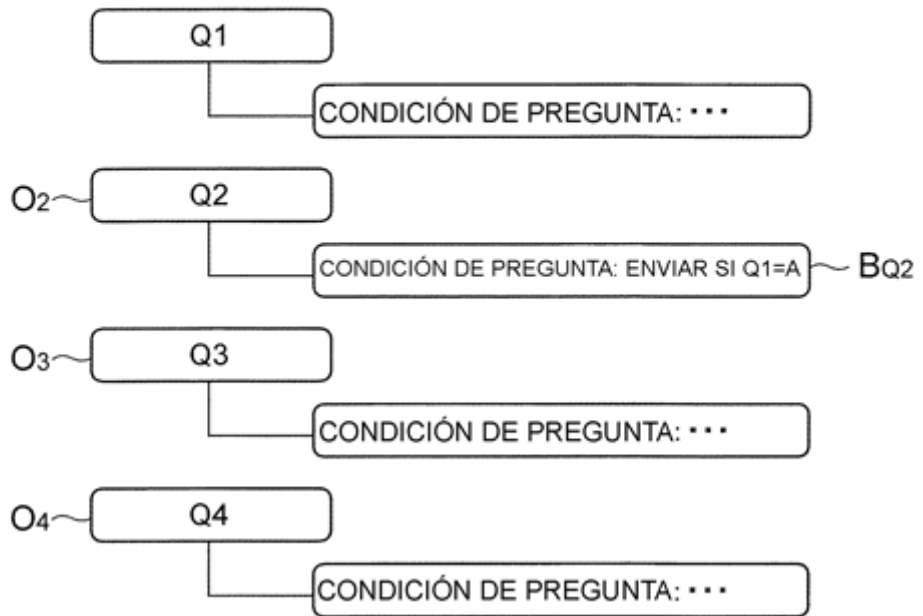 Q1
CONDICIÓN DE PREGUNTA: ･･･
O2 Q2
CONDICIÓN DE PREGUNTA: ENVIAR SI Q1=A BQ2
O3 Q3
CONDICIÓN DE PREGUNTA: ･･･
O4 Q4
CONDICIÓN DE PREGUNTA: ･･･